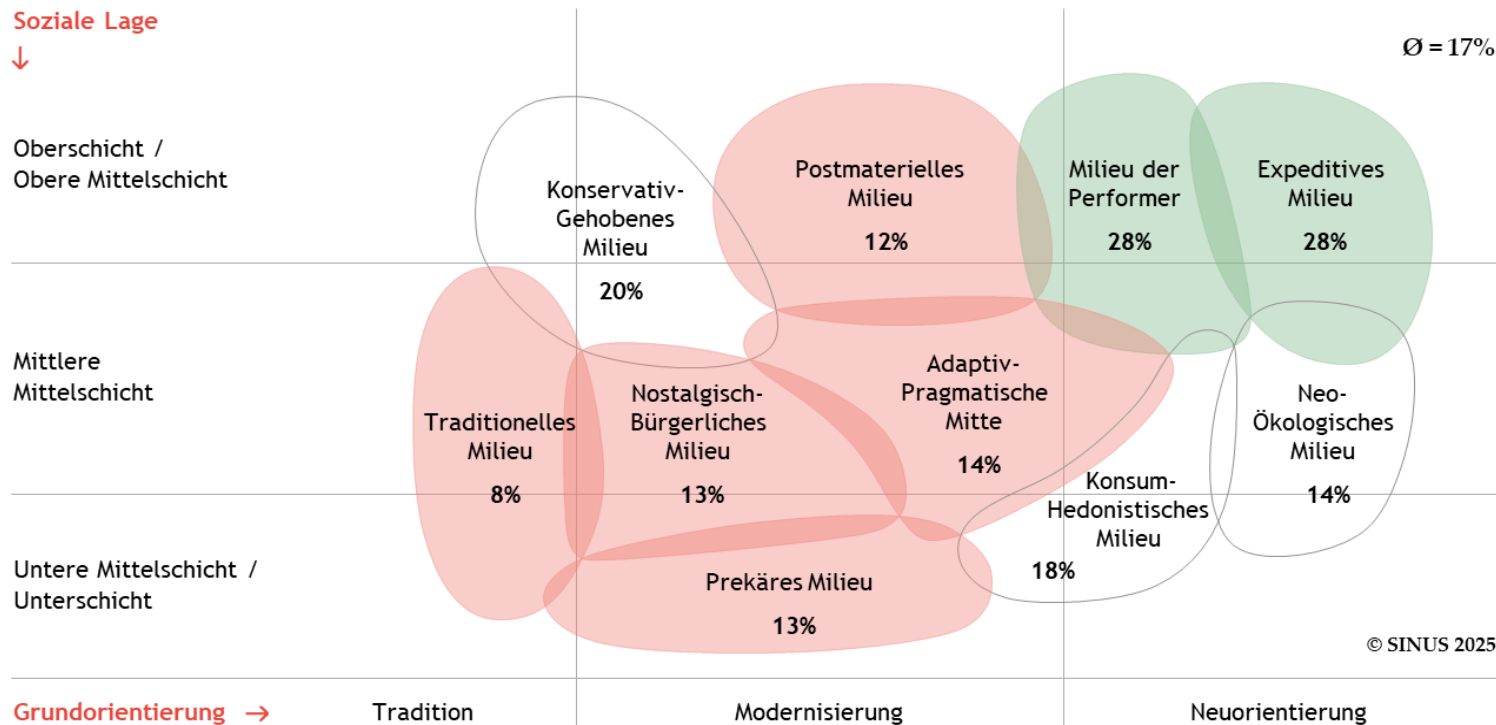 Soziale Lage
↓
Ø = 17%
Oberschicht /
Obere Mittelschicht
Konservativ-
Gehobenes
Milieu
20%
Postmaterielles
Milieu
12%
Milieu der
Performer
28%
Expeditives
Milieu
28%
Mittlere
Mittelschicht
Traditionelles
Milieu
8%
Nostalgisch-
Bürgerliches
Milieu
13%
Adaptiv-
Pragmatische
Mitte
14%
Konsum-
Hedonistisches
Milieu
18%
Neo-
Ökologisches
Milieu
14%
Untere Mittelschicht /
Unterschicht
Prekäres Milieu
13%
© SINUS 2025
Grundorientierung → Tradition Modernisierung Neuorientierung